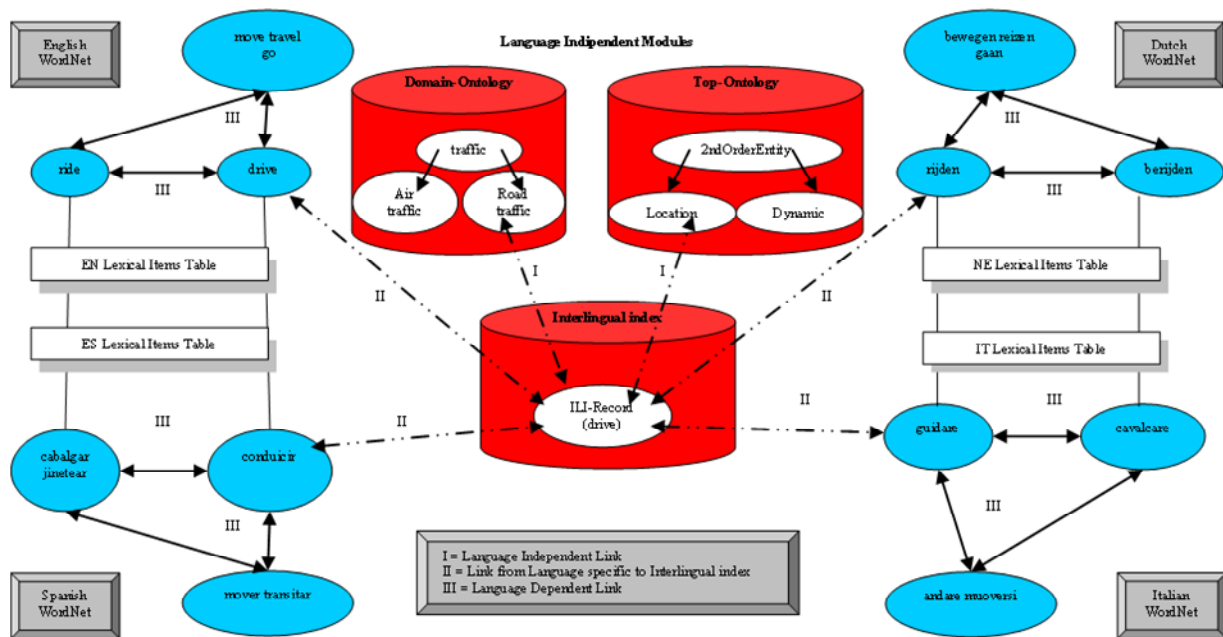 English
WordNet
move travel
go
Language Indipendent Modules
bewegen reizen
gaan
Dutch
WordNet
Domain-Ontology
Top-Ontology
III
III
traffic
2ndOrderEntity
ride
drive
rijden
berijden
III
III
Air
traffic
Road
traffic
Location
Dynamic
EN Lexical Items Table
NE Lexical Items Table
I
I
II
II
Interlingual index
ES Lexical Items Table
IT Lexical Items Table
ILI-Record
(drive)
III
II
II
III
cabalgar
jinetear
conduicir
guidare
cavalcare
III
III
I = Language Independent Link
II = Link from Language specific to Interlingual index
III = Language Dependent Link
Spanish
WordNet
mover transitar
andare muoversi
Italian
WordNet